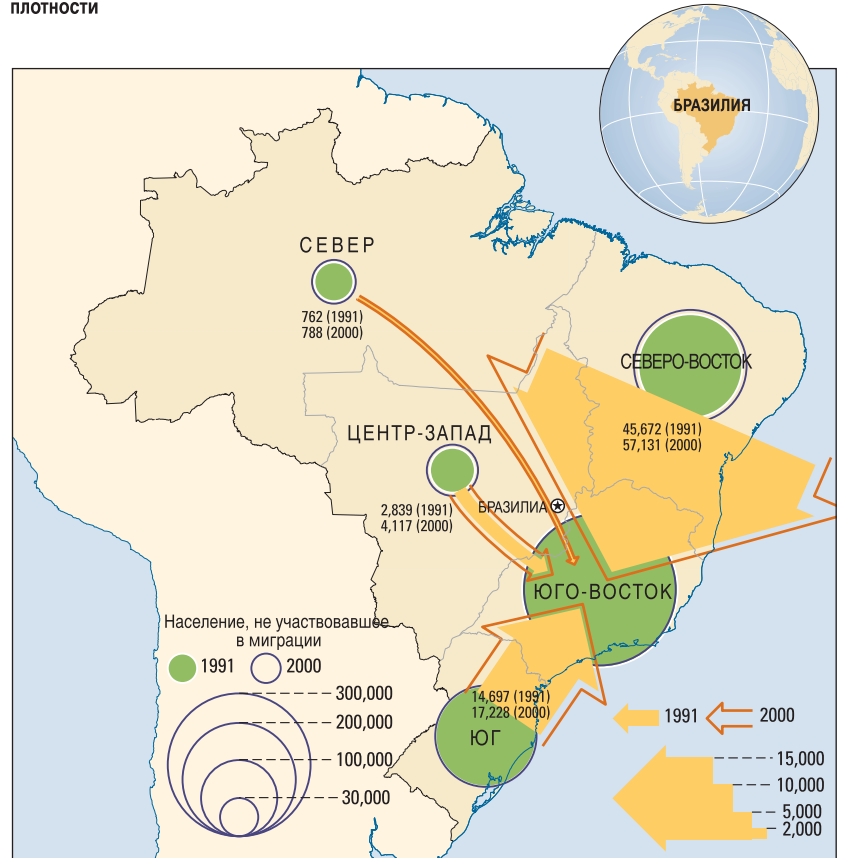 ПЛОТНОСТИ
БРАЗИЛИЯ
СЕВЕР
762 (1991)
788 (2000)
СЕВЕРО-ВОСТОК
45,672 (1991)
57,131 (2000)
ЦЕНТР-ЗАПАД
2,839 (1991)
4,117 (2000)
БРАЗИЛИА
ЮГО-ВОСТОК
Население, не участвовавшее
в миграции
1991
2000
300,000
200,000
100,000
30,000
14,697 (1991)
17,228 (2000)
ЮГ
1991
2000
15,000
10,000
5,000
2,000